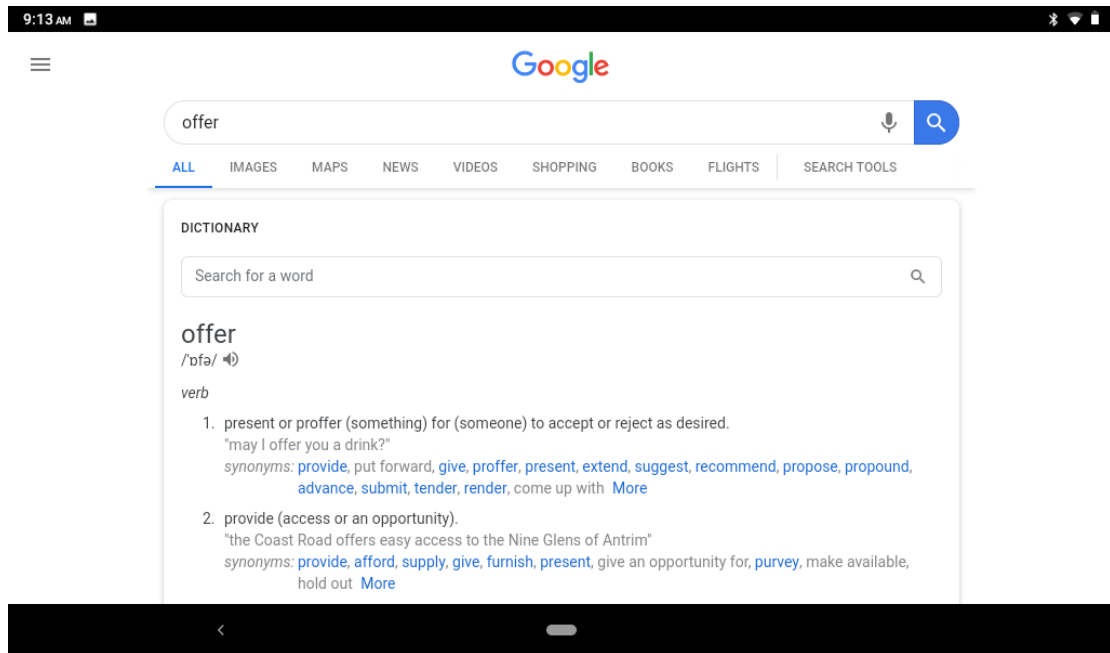 9:13 AM
Google
offer
ALL IMAGES MAPS NEWS VIDEOS SHOPPING BOOKS FLIGHTS SEARCH TOOLS
DICTIONARY
Search for a word
offer
/ˈɒfə/
verb
1. present or proffer (something) for (someone) to accept or reject as desired.
"may I offer you a drink?"
synonyms: provide, put forward, give, proffer, present, extend, suggest, recommend, propose, propound,
advance, submit, tender, render, come up with More
2. provide (access or an opportunity).
"the Coast Road offers easy access to the Nine Glens of Antrim"
synonyms: provide, afford, supply, give, furnish, present, give an opportunity for, purvey, make available,
hold out More